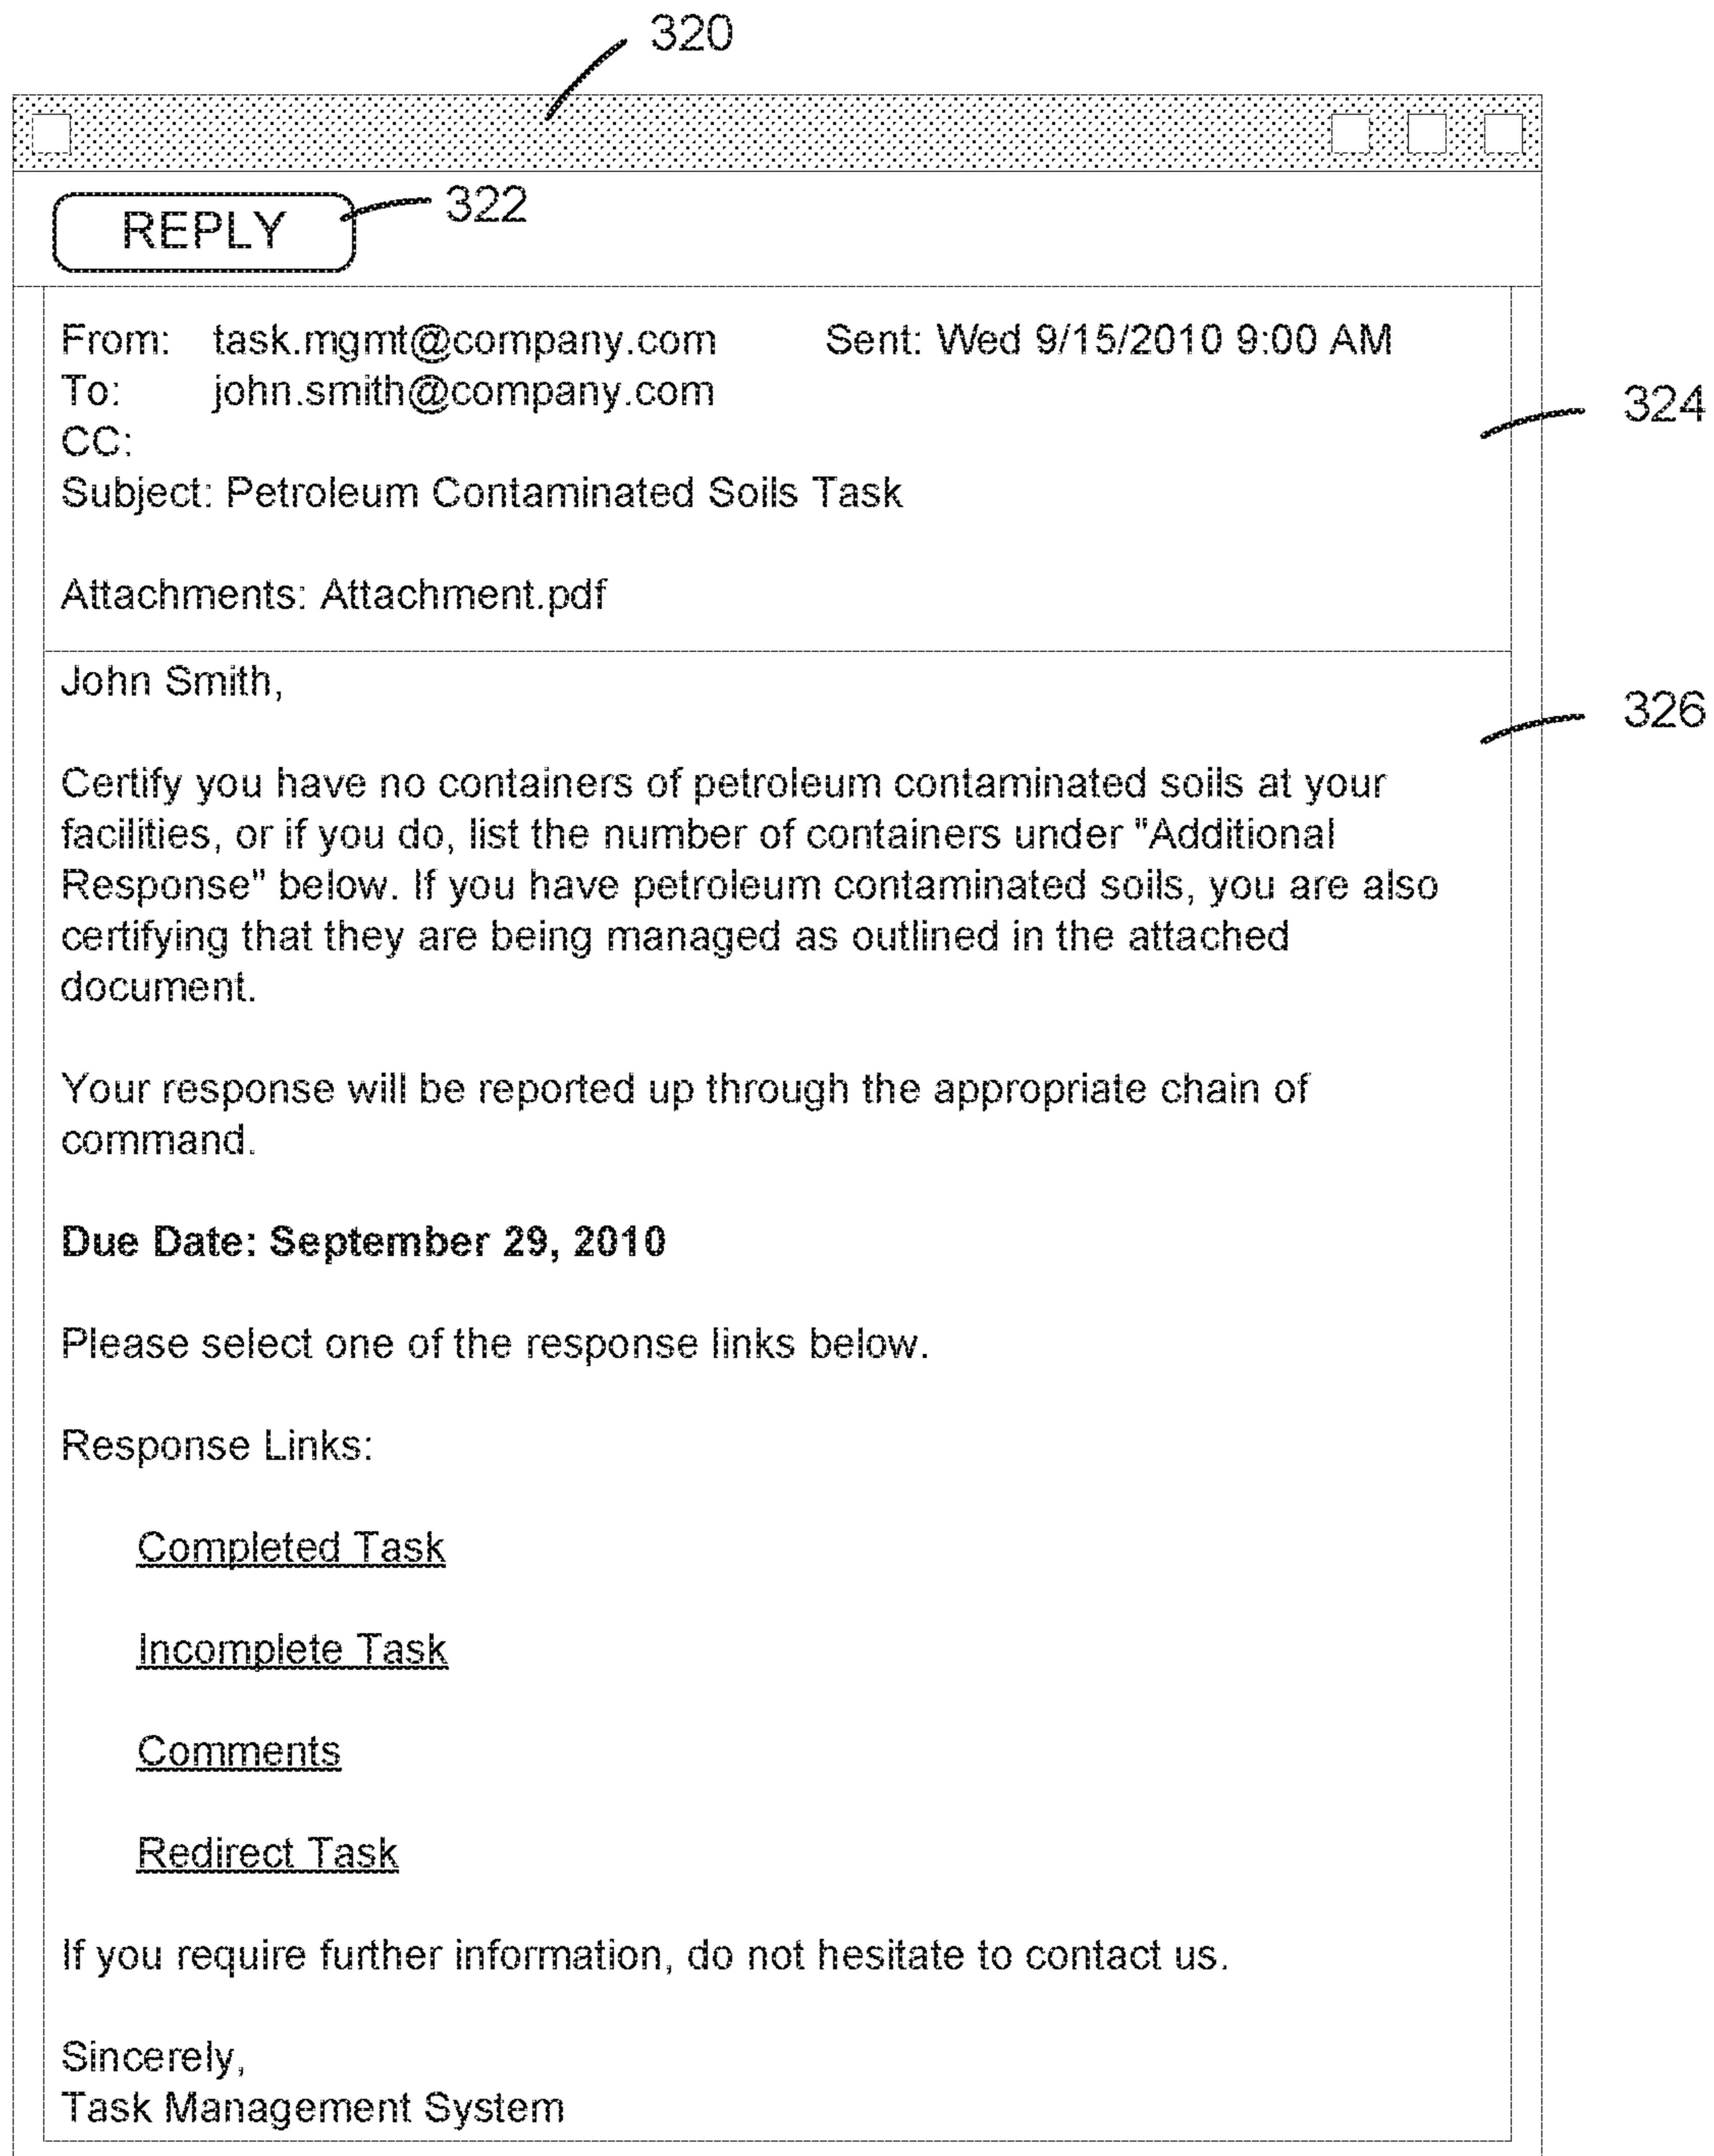 320
REPLY 322
From: task.mgmt@company.com Sent: Wed 9/15/2010 9:00 AM
To: john.smith@company.com
324
CC:
Subject: Petroleum Contaminated Soils Task
Attachments: Attachment.pdf
John Smith,
326
Certify you have no containers of petroleum contaminated soils at your
facilities, or if you do, list the number of containers under "Additional
Response" below. If you have petroleum contaminated soils, you are also
certifying that they are being managed as outlined in the attached
document.
Your response will be reported up through the appropriate chain of
command.
Due Date: September 29, 2010
Please select one of the response links below.
Response Links:
Completed Task
Incomplete Task
Comments
Redirect Task
If you require further information, do not hesitate to contact us.
Sincerely,
Task Management System